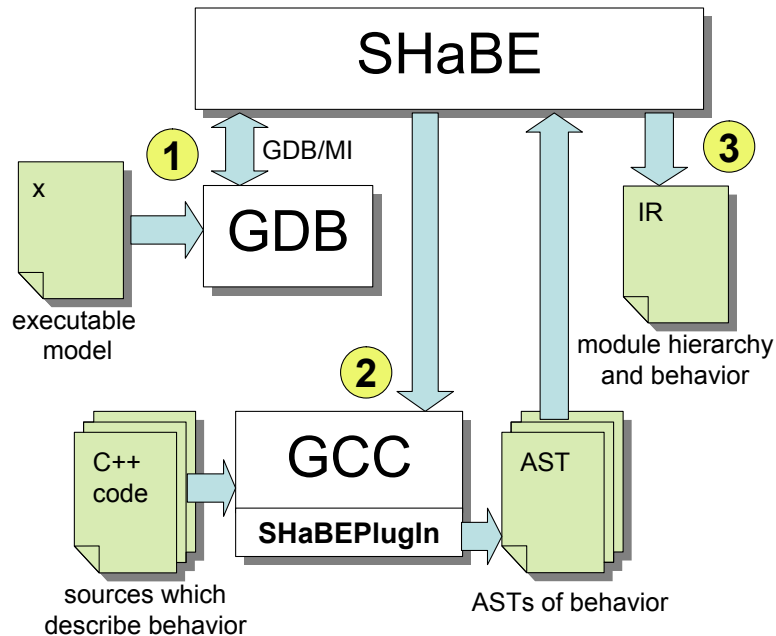 SHaBE
1
GDB/MI
3
x
GDB
IR
executable
model
module hierarchy
and behavior
2
C++
code
GCC
AST
SHaBEPlugIn
sources which
describe behavior
ASTs of behavior